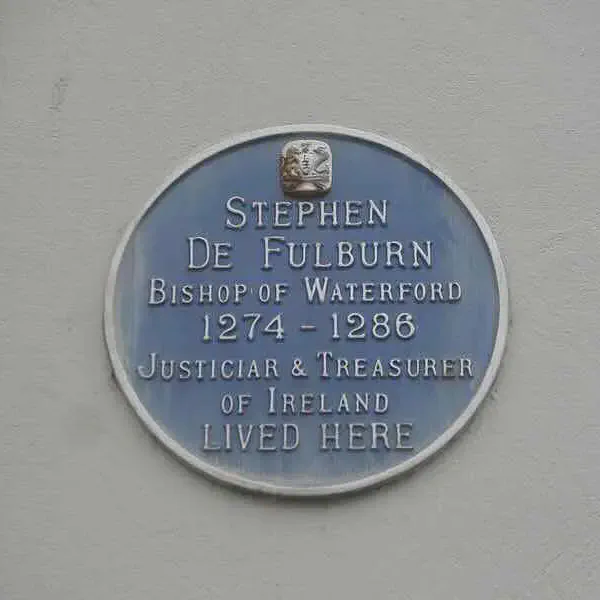 STEPHEN
DE FULBURN
BISHOP OF WATERFORD
1274 - 1286
JUSTICIAR & TREASURER
OF IRELAND
LIVED HERE